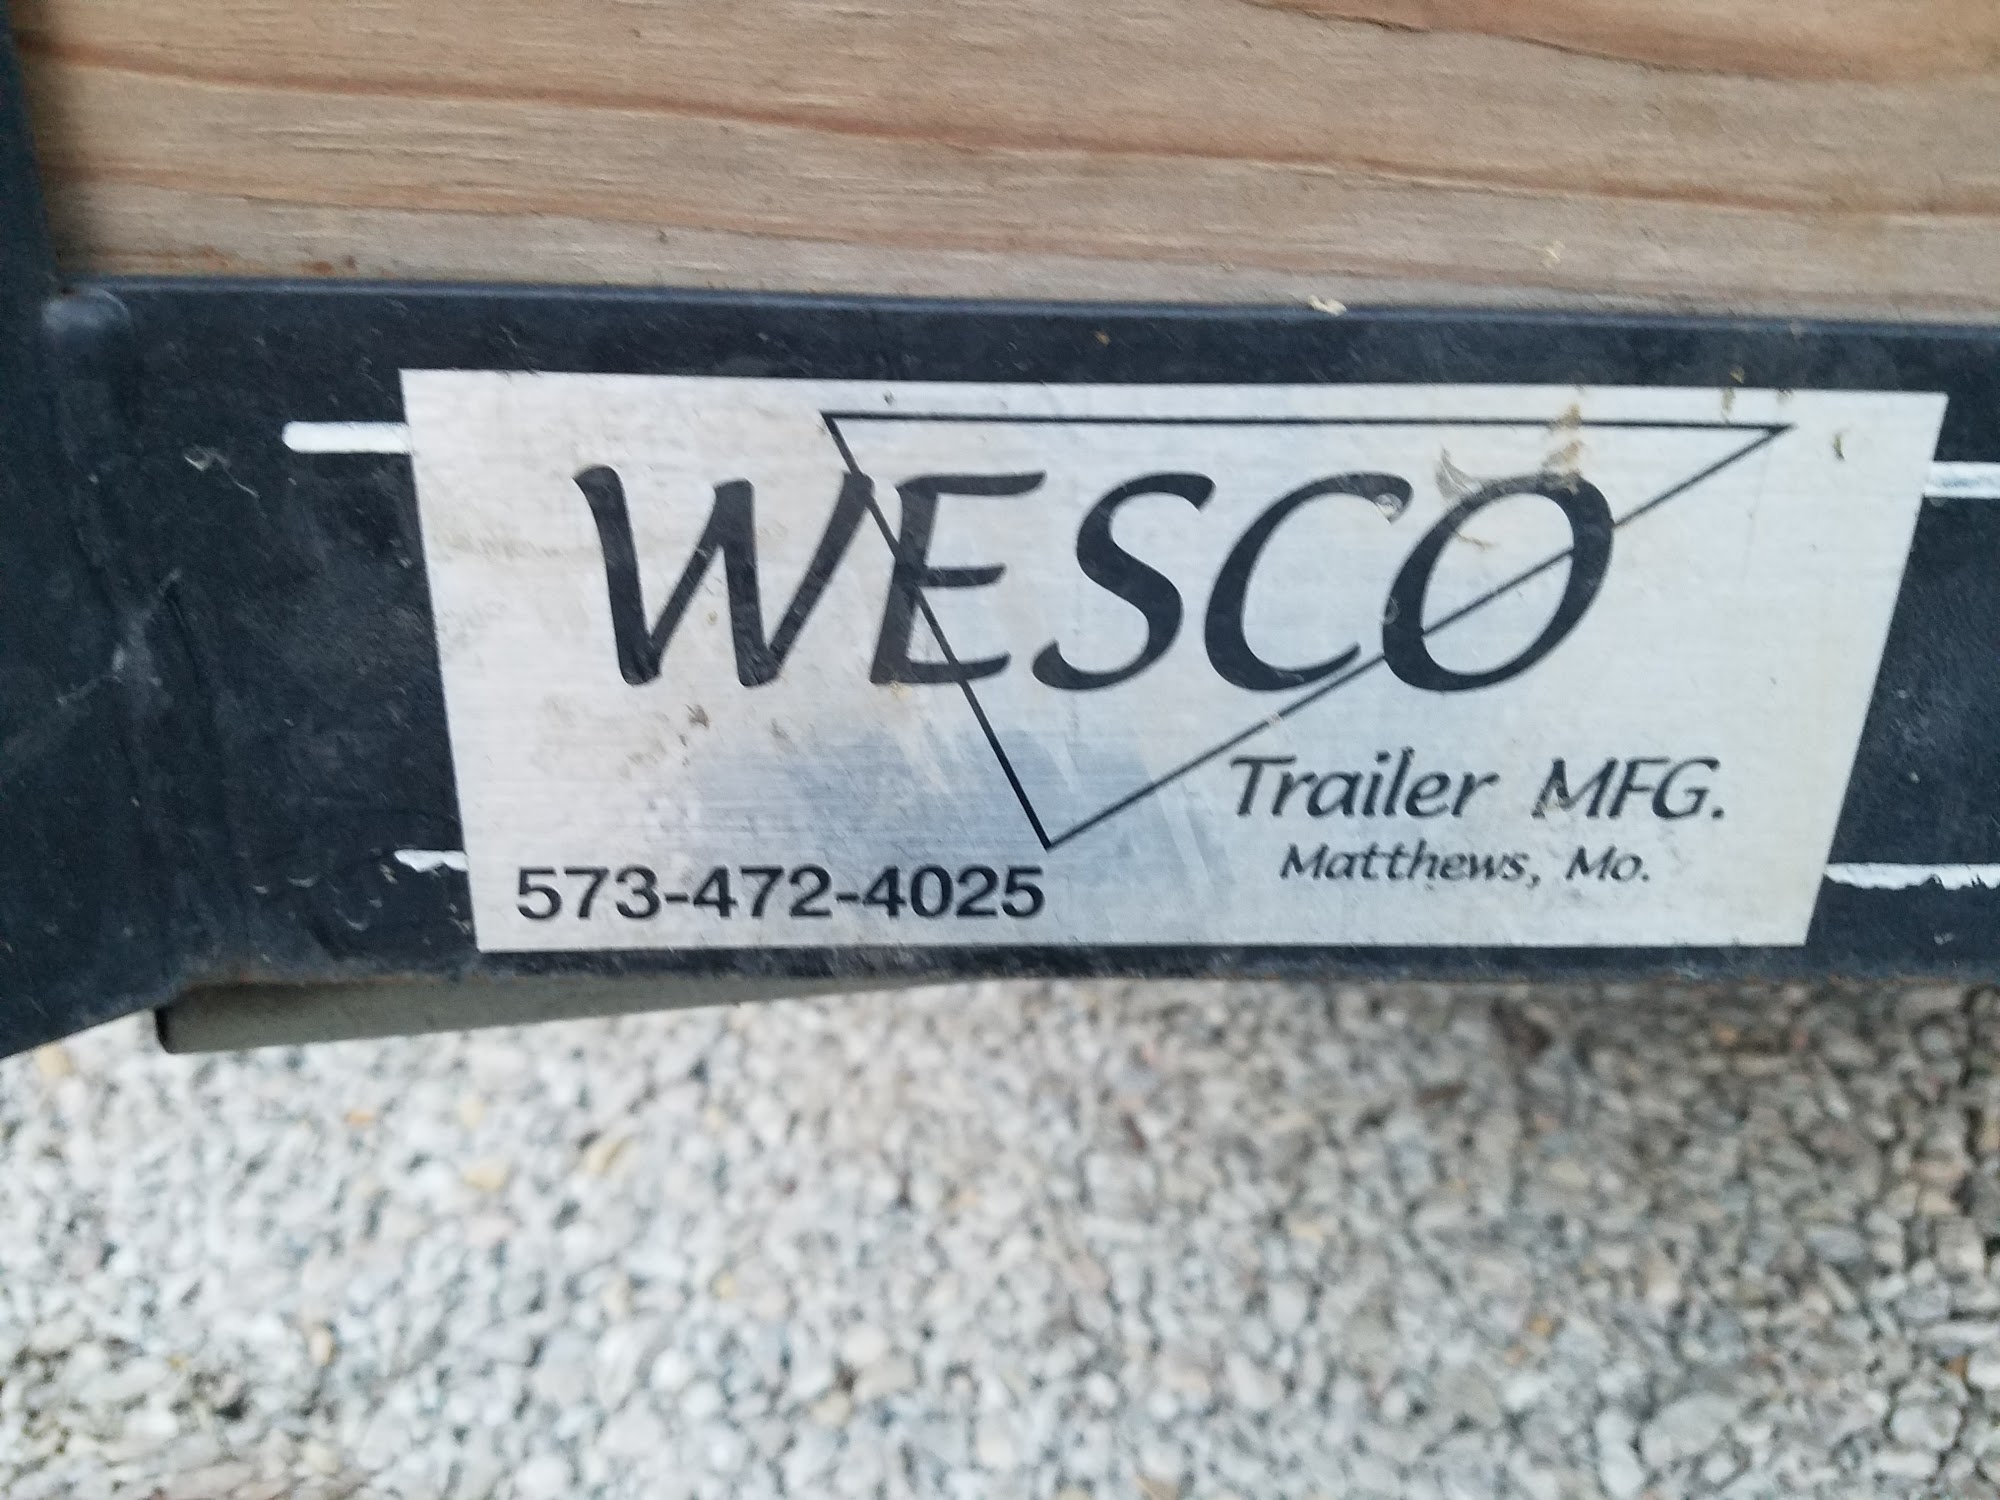 WESCO
Trailer MFG.
Matthews, Mo.
573-472-4025